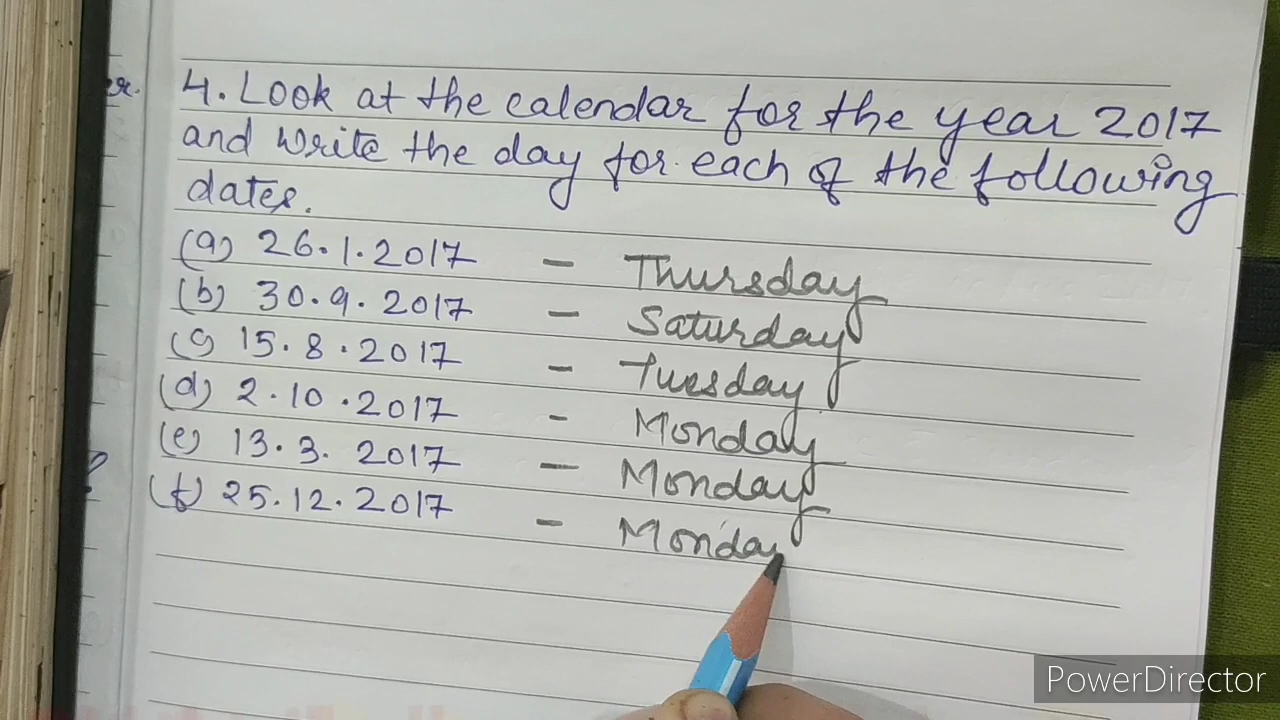 4. Look at the calendar for the year 2017
and write the day for each of the following
dates.
(a) 26.1.2017 - Thursday
(b) 30.9.2017 - Saturday
(c) 15.8.2017 - Tuesday
(d) 2.10.2017 - Monday
(e) 13.3.2017 - Monday
(f) 25.12.2017 - Monday
PowerDirector